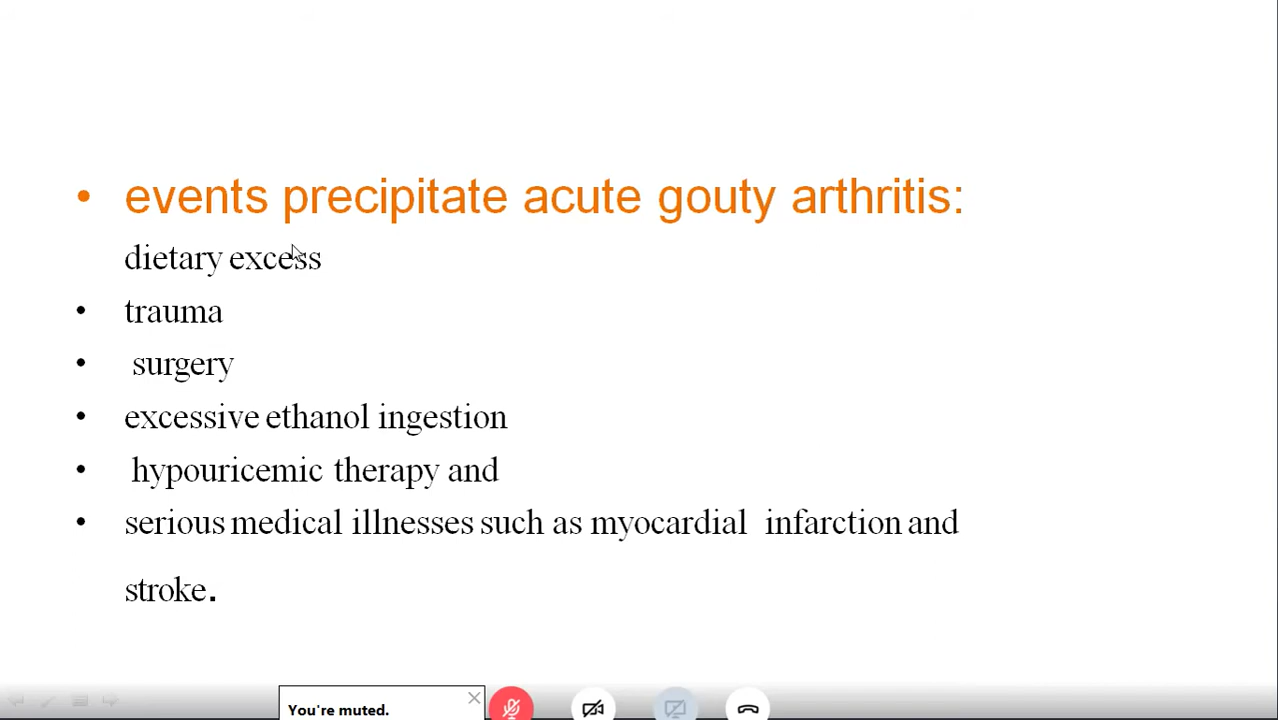 • events precipitate acute gouty arthritis:
dietary excess
• trauma
• surgery
• excessive ethanol ingestion
• hypouricemic therapy and
• serious medical illnesses such as myocardial infarction and
stroke.
You're muted.